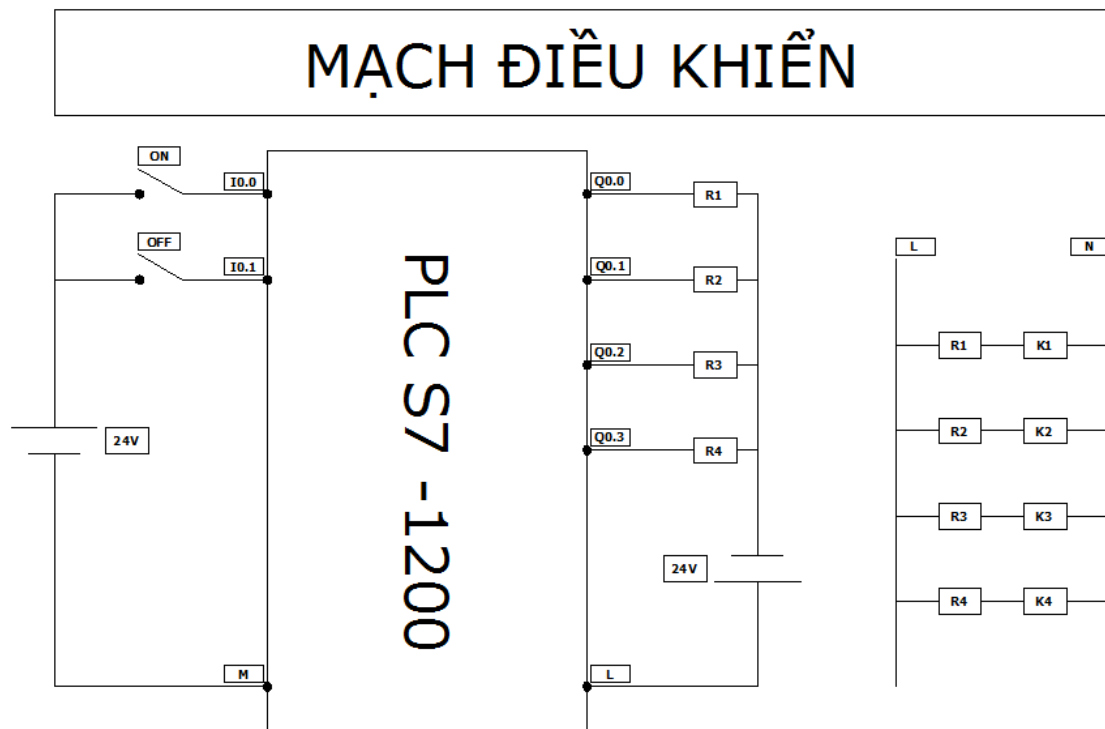 MẠCH ĐIỀU KHIỂN
ON
I0.0
Q0.0
R1
OFF
I0.1
Q0.1
R2
L
N
PLC S7 -1200
Q0.2
R3
R1
K1
24V
Q0.3
R4
R2
K2
R3
K3
24V
R4
K4
M
L